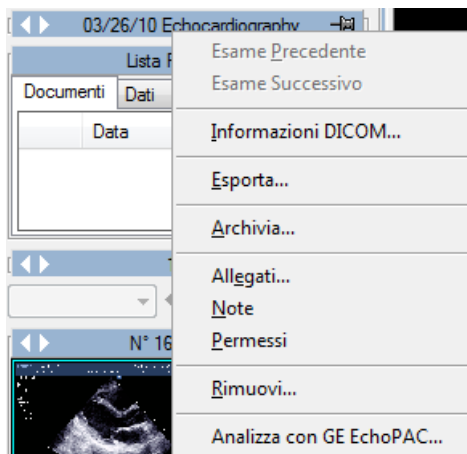 03/26/10 Echocardiography
Lista
Documenti Dati
Data
N° 16
Esame Precedente
Esame Successivo
Informazioni DICOM...
Esporta...
Archivia...
Allegati...
Note
Permessi
Rimuovi...
Analizza con GE EchoPAC...